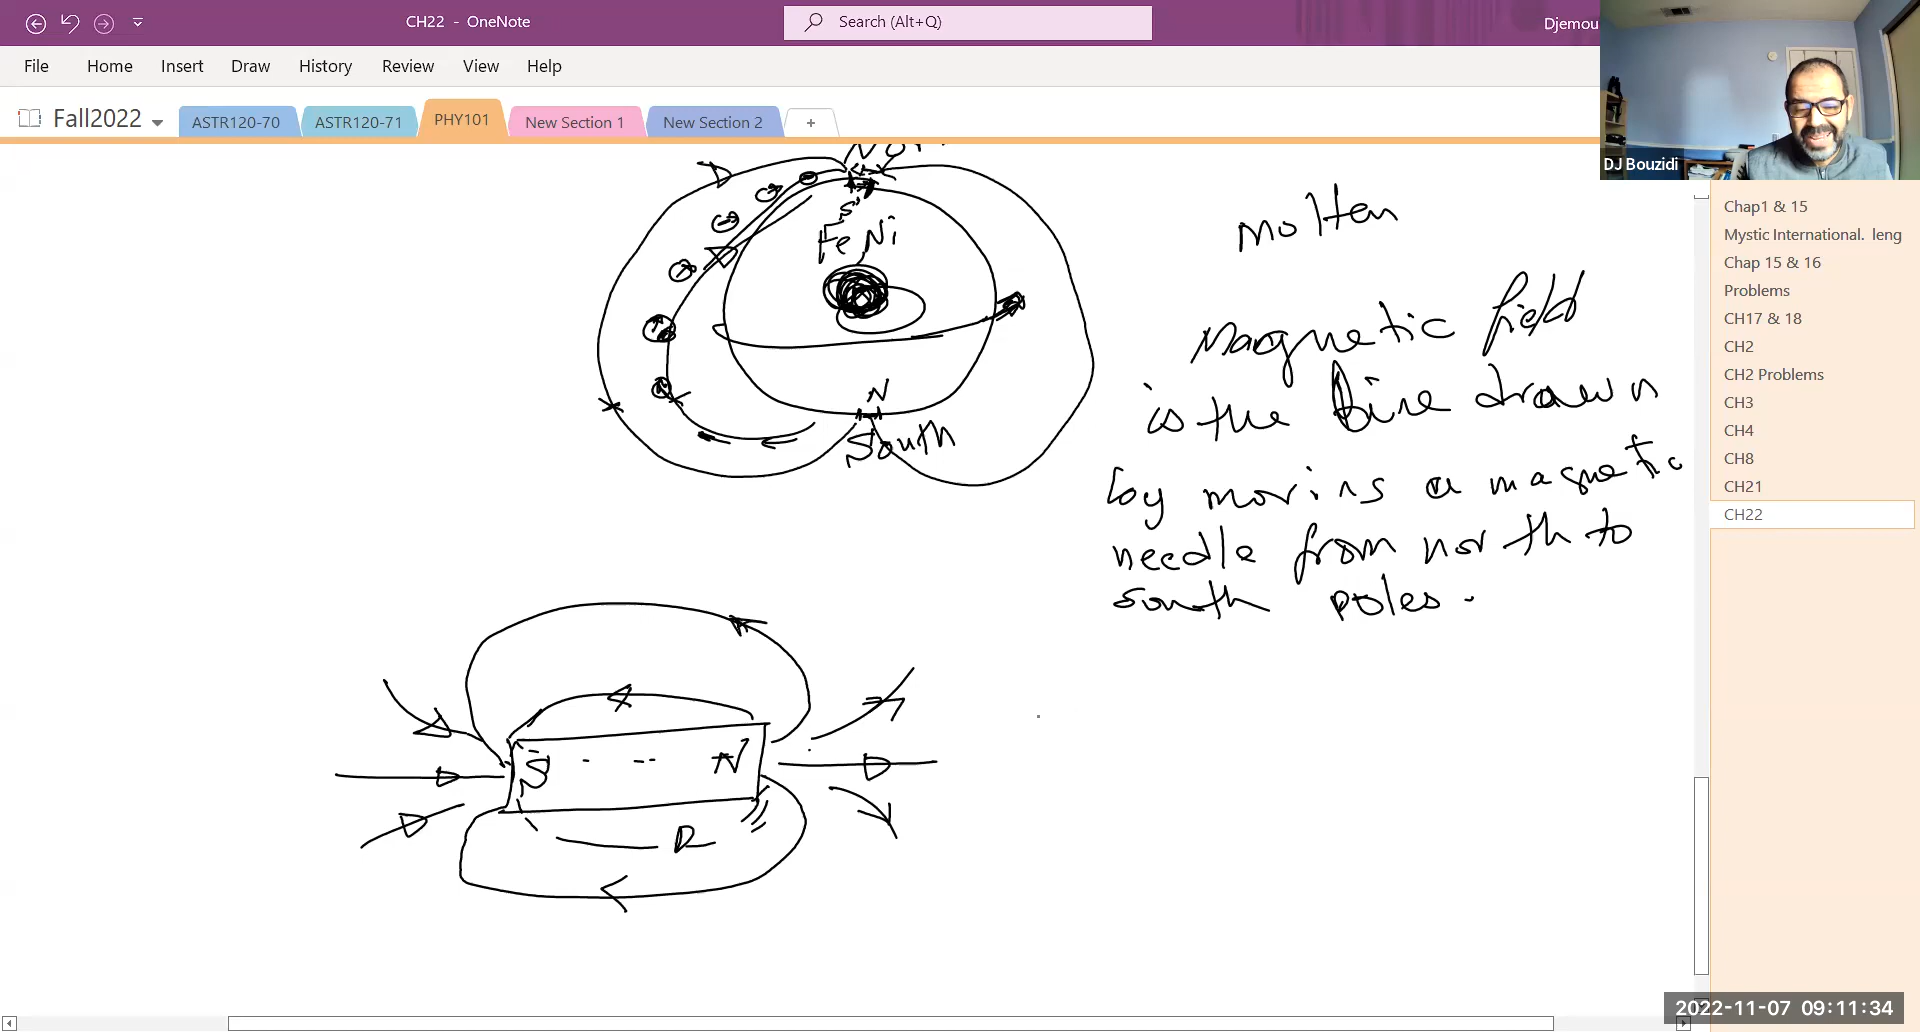 CH22 - OneNote
Search (Alt+Q)
Djemou
File Home Insert Draw History Review View Help
Fall2022
ASTR120-70 ASTR120-71 PHY101 New Section 1 New Section 2 +
DJ Bouzidi
Chap1 & 15
Mystic International. leng
Chap 15 & 16
Problems
CH17 & 18
CH2
CH2 Problems
CH3
CH4
CH8
CH21
CH22
Nor
S
Fe Ni
N
South
molten
Magnetic field
is the line drawn
by moving a magnetic
needle from north to
south poles.
S N
2022-11-07 09:11:34